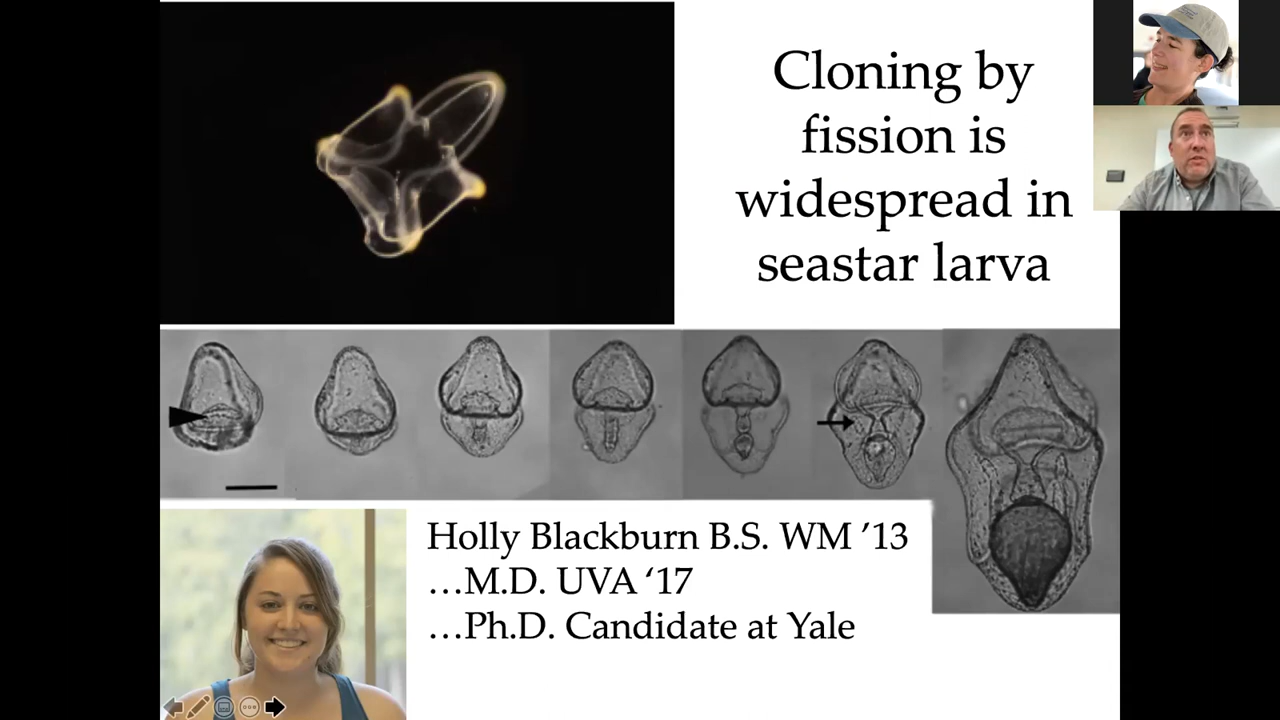 Cloning by
fission is
widespread in
seastar larva
Holly Blackburn B.S. WM ’13
…M.D. UVA ‘17
…Ph.D. Candidate at Yale